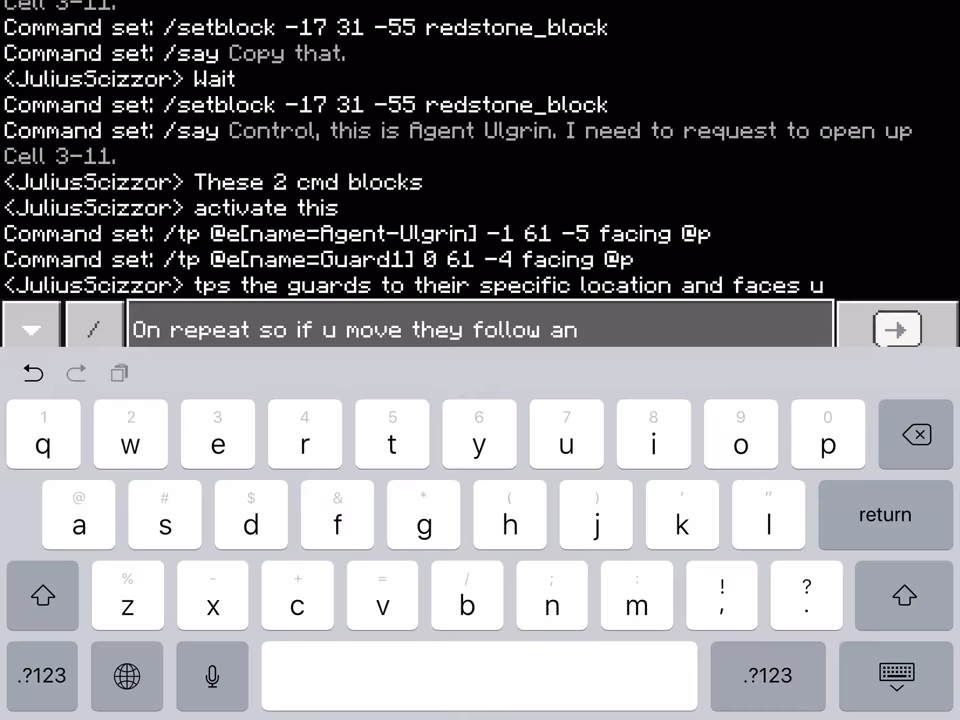 Cell 3-11.
Command set: /setblock -17 31 -55 redstone_block
Command set: /say Copy that.
<JuliusScizzor> Wait
Command set: /setblock -17 31 -55 redstone_block
Command set: /say Control, this is Agent Ulgrin. I need to request to open up
Cell 3-11.
<JuliusScizzor> These 2 cmd blocks
<JuliusScizzor> activate this
Command set: /tp @e[name=Agent-Ulgrin] -1 61 -5 facing @p
Command set: /tp @e[name=Guard1] 0 61 -4 facing @p
<JuliusScizzor> tps the guards to their specific location and faces u
/ On repeat so if u move they follow an
1 2 3 4 5 6 7 8 9 0
q w e r t y u i o p
@ # $ & * ( ) ' "
a s d f g h j k l return
% - + = / ; : ! ?
z x c v b n m , .
.?123 .?123